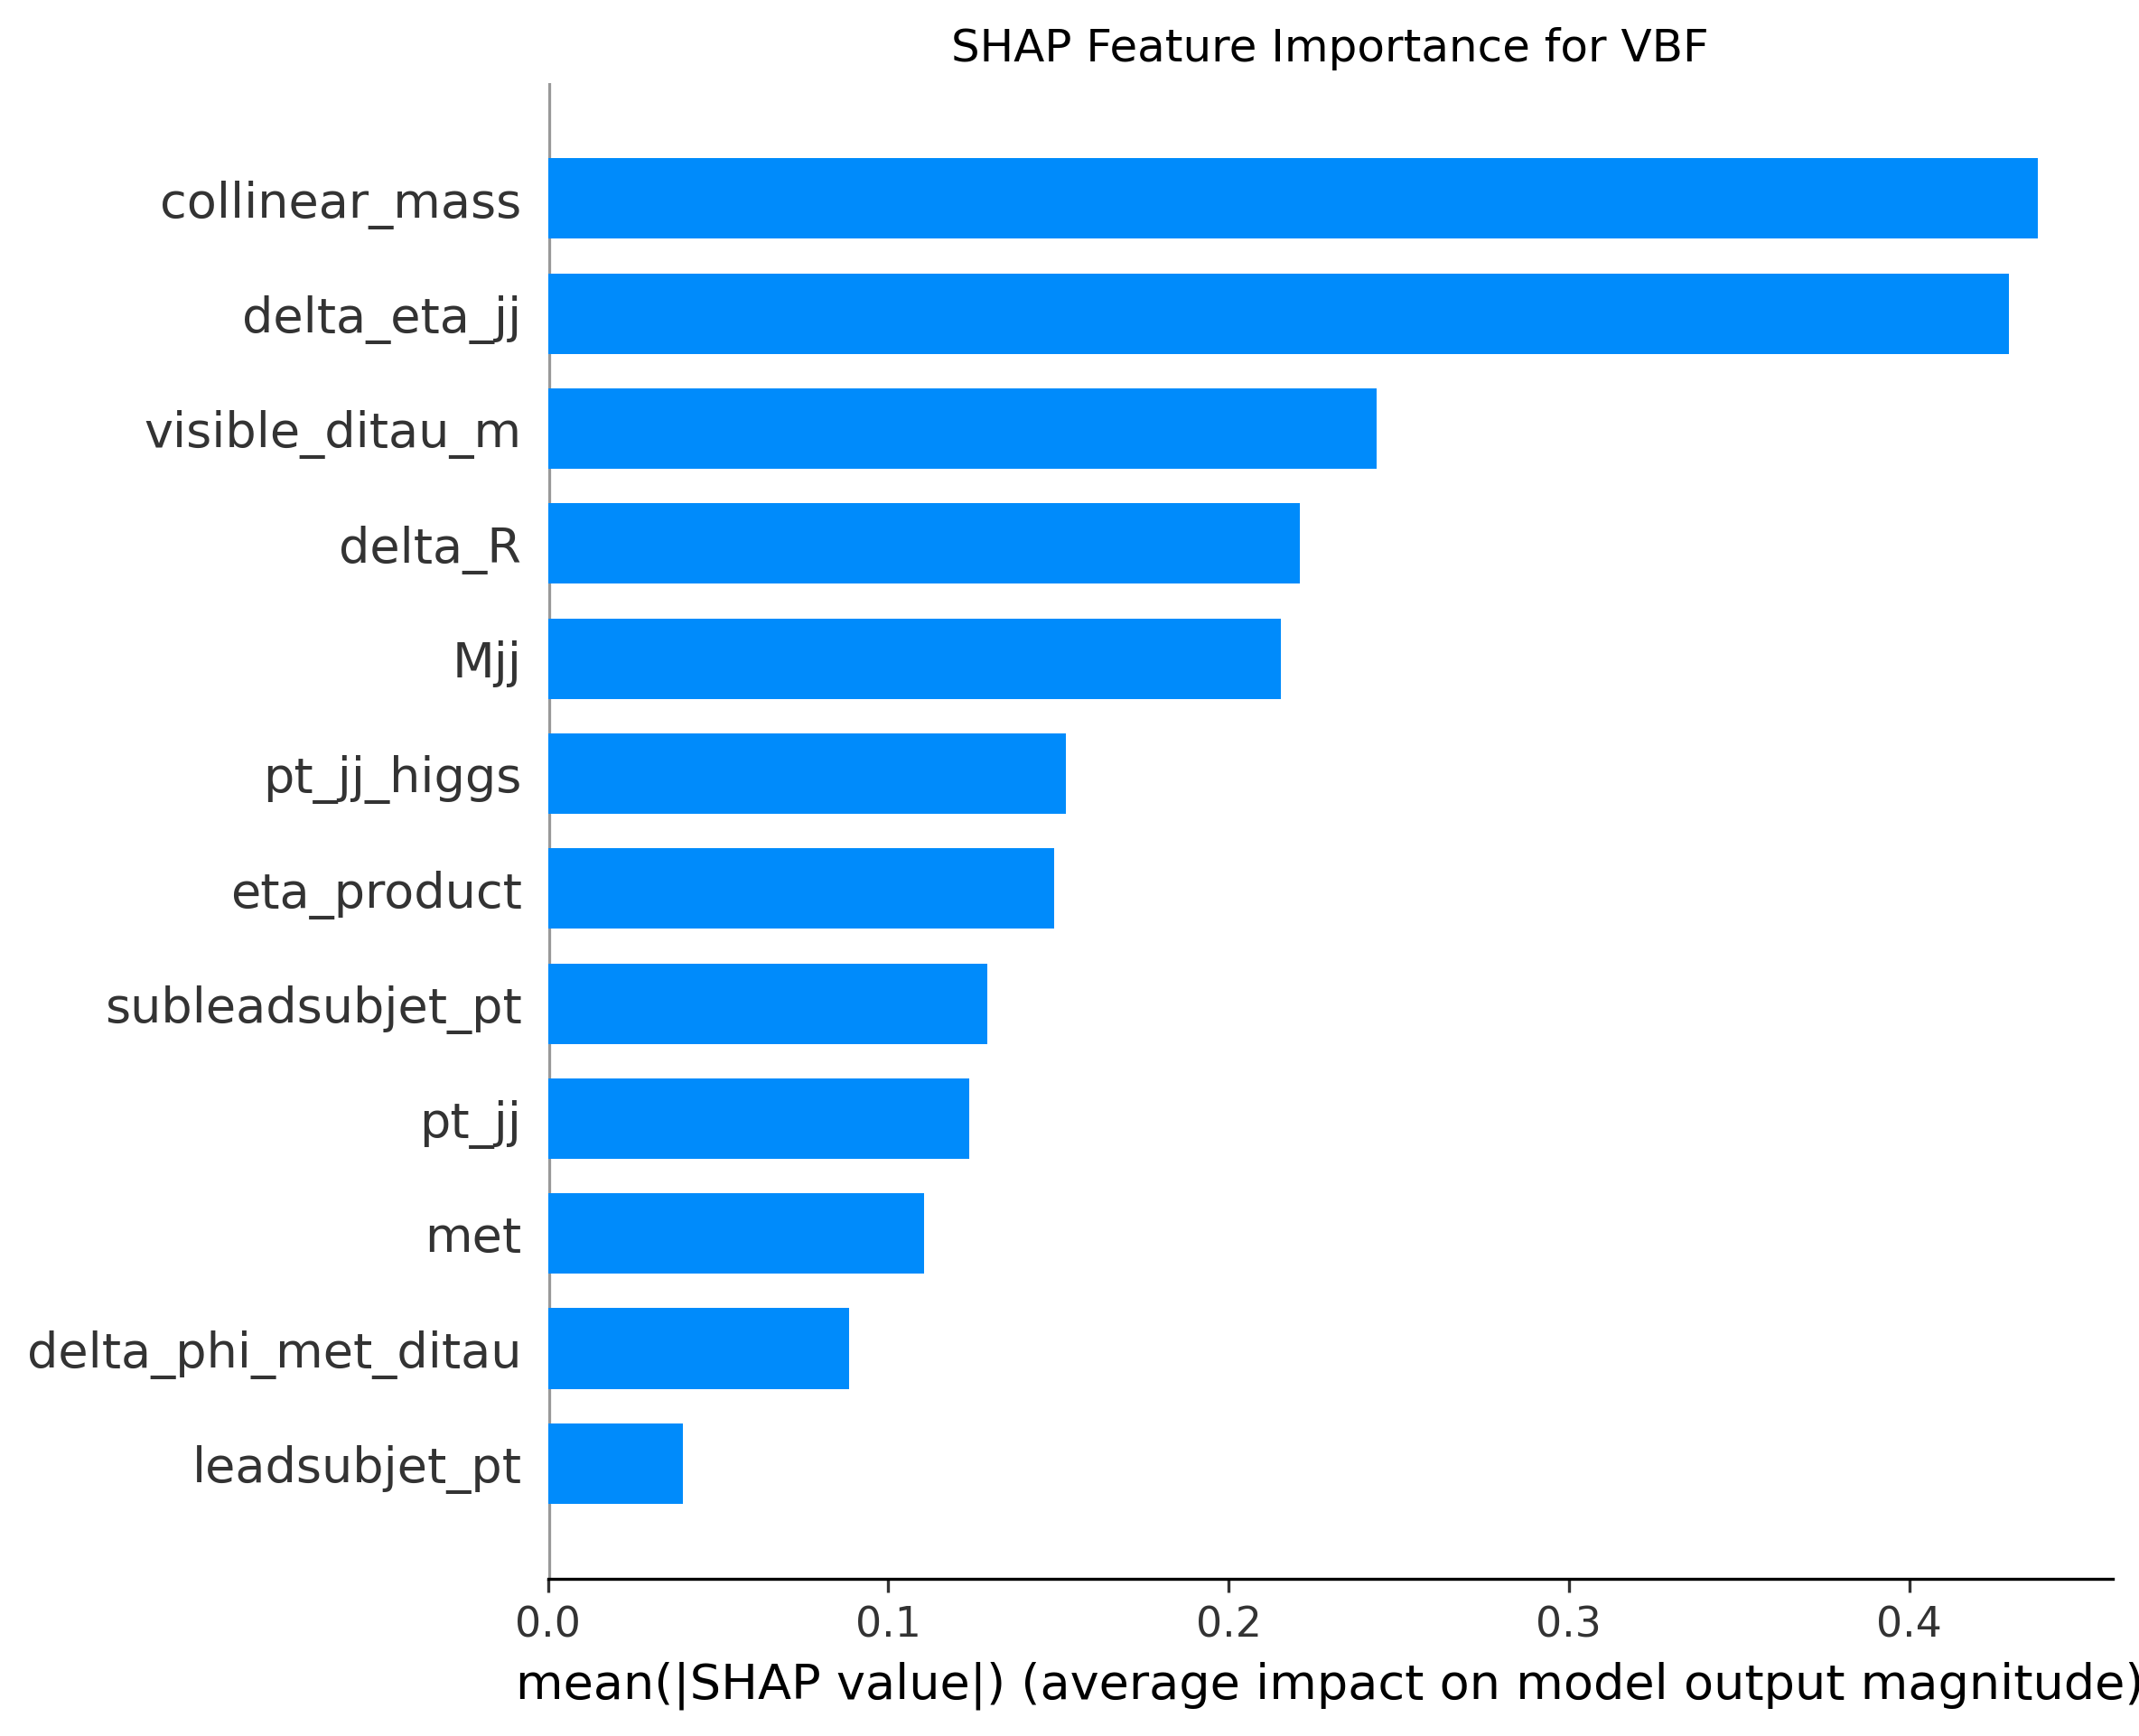 SHAP Feature Importance for VBF
collinear_mass
delta_eta_jj
visible_ditau_m
delta_R
Mjj
pt_jj_higgs
eta_product
subleadsubjet_pt
pt_jj
met
delta_phi_met_ditau
leadsubjet_pt
0.0 0.1 0.2 0.3 0.4
mean(|SHAP value|) (average impact on model output magnitude)